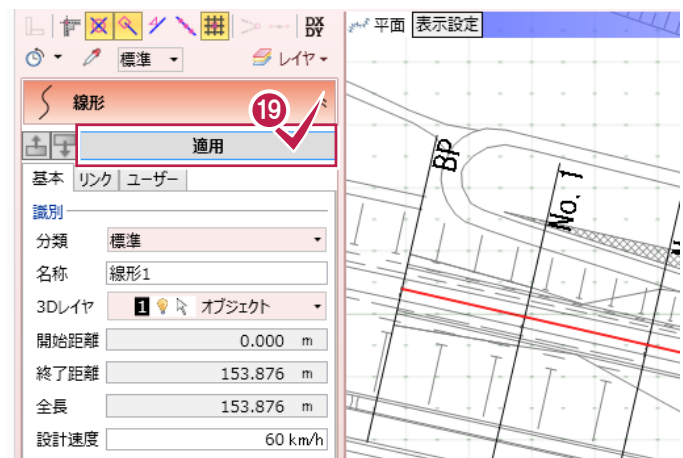 DX
DY
標準
レイヤ
平面 表示設定
線形
19
適用
基本 リンク ユーザー
識別
分類 標準
名称 線形1
3Dレイヤ 1 オブジェクト
開始距離 0.000 m
終了距離 153.876 m
全長 153.876 m
設計速度 60 km/h
BP
No. 1